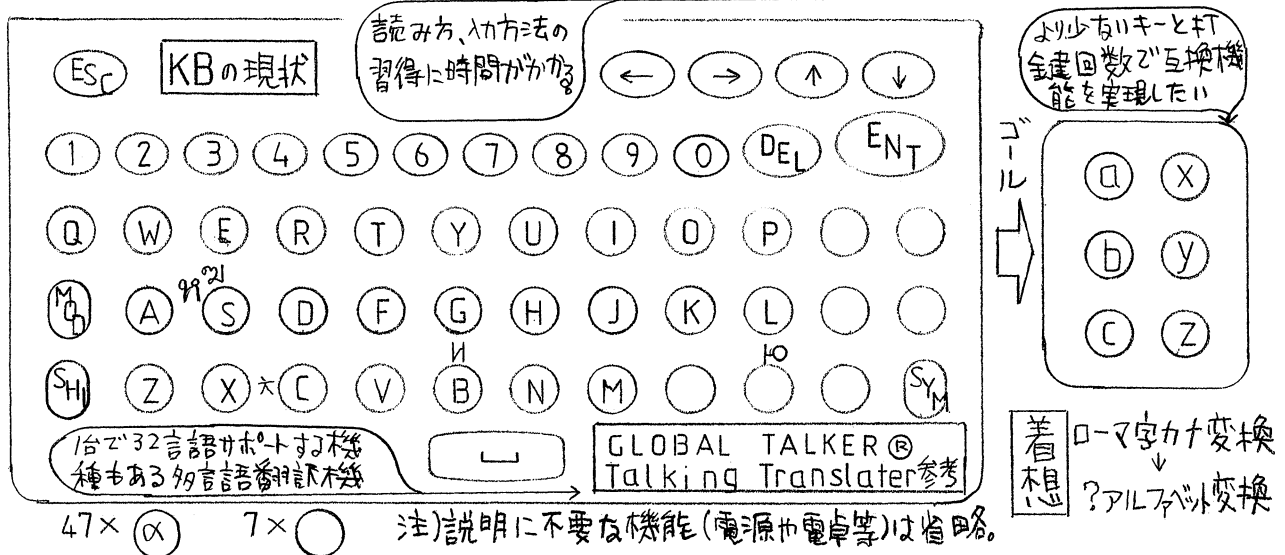 読み方、入力方法の
習得に時間がかかる。
ESC
KBの現状
← → ↑ ↓
より少ないキーと打
鍵回数で互換機
能を実現したい
1 2 3 4 5 6 7 8 9 0 DEL ENT
ゴール
a x
Q W E R T Y U I O P
b y
MOD A S D F G H J K L
c z
И Ю
SHI Z X 六 C V B N M SYM
1台で32言語サポートする機
種もある多言語翻訳機
GLOBAL TALKER®
Talking Translater参考
着想
ローマ字カナ変換
↓
?アルファベット変換
47× α 7×
注)説明に不要な機能(電源や電卓等)は省略。